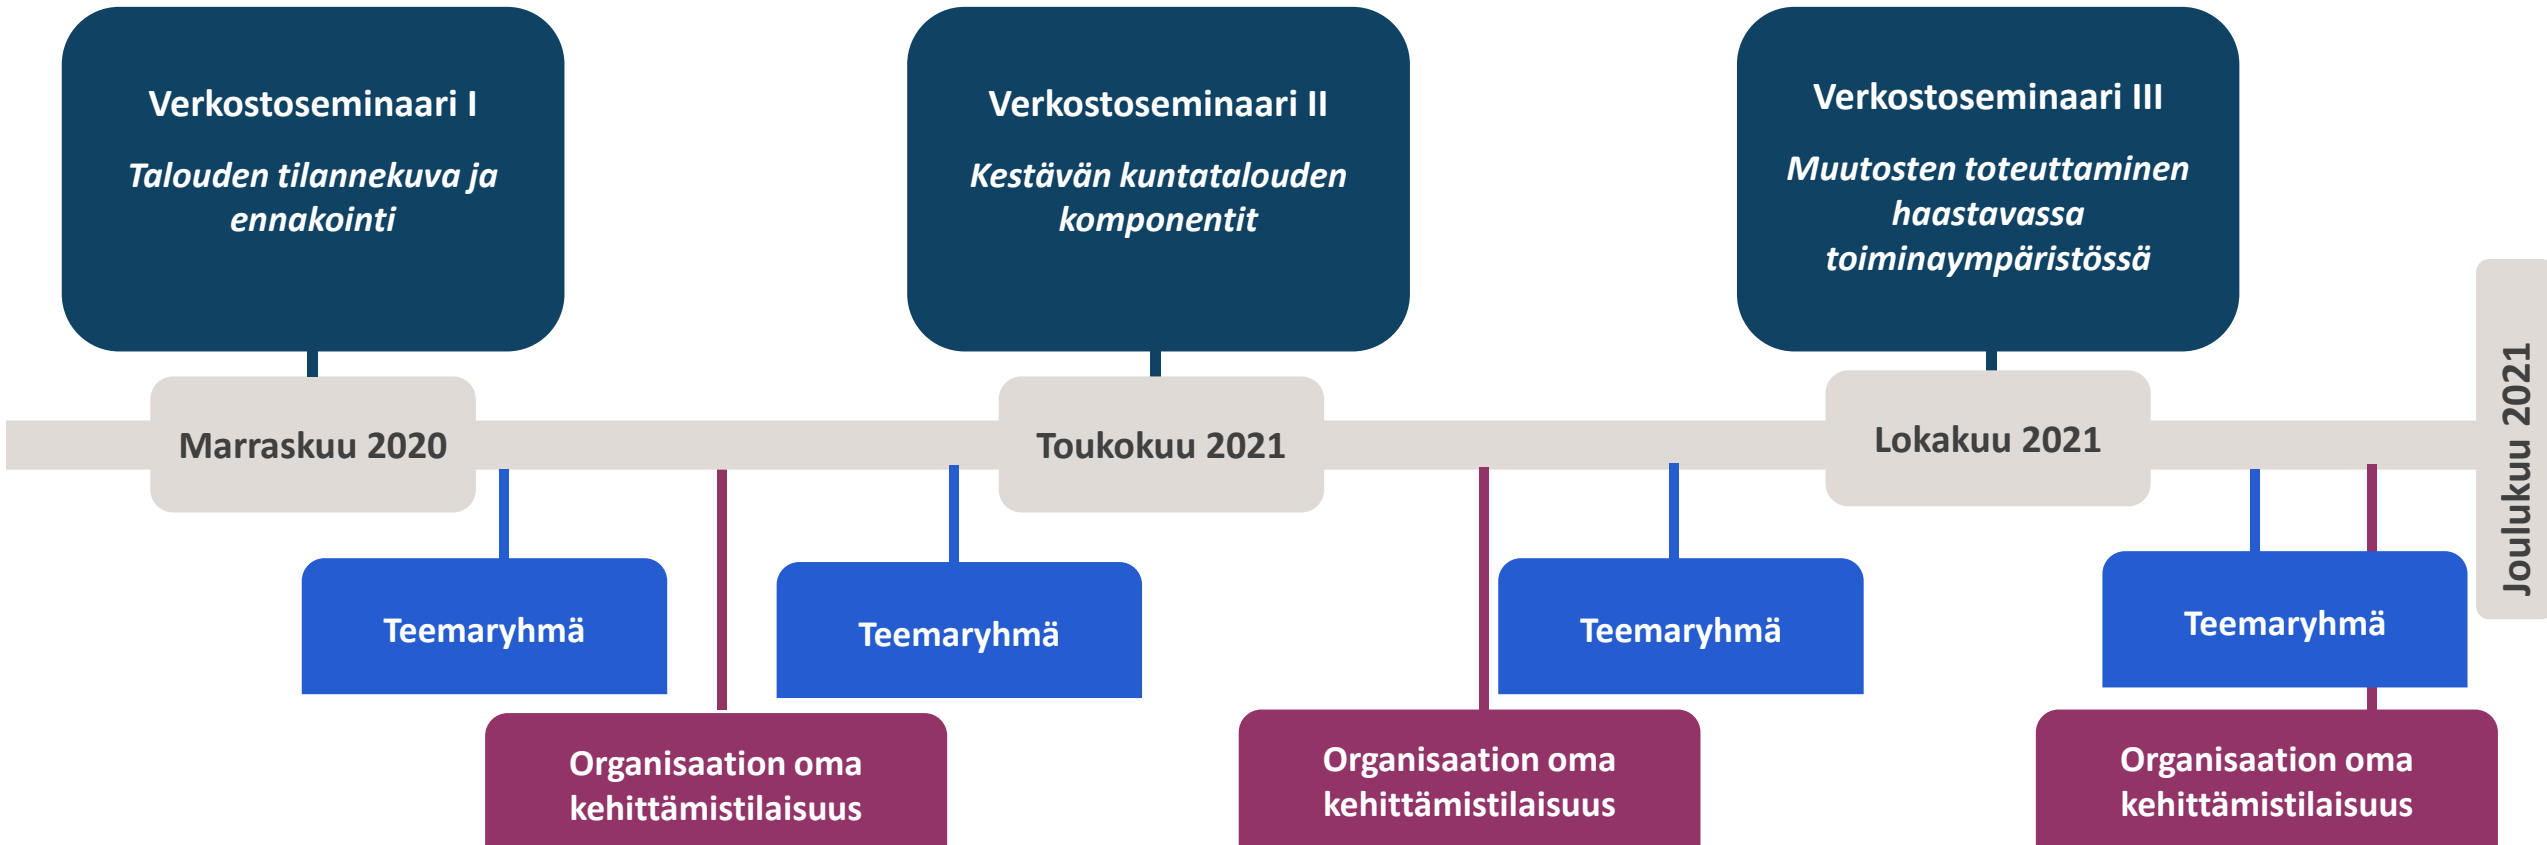 Verkostoseminaari I
Talouden tilannekuva ja
ennakointi
Verkostoseminaari II
Kestävän kuntatalouden
komponentit
Verkostoseminaari III
Muutosten toteuttaminen
haastavassa
toiminaympäristössä
Marraskuu 2020
Toukokuu 2021
Lokakuu 2021
Joulukuu 2021
Teemaryhmä
Teemaryhmä
Teemaryhmä
Teemaryhmä
Organisaation oma
kehittämistilaisuus
Organisaation oma
kehittämistilaisuus
Organisaation oma
kehittämistilaisuus